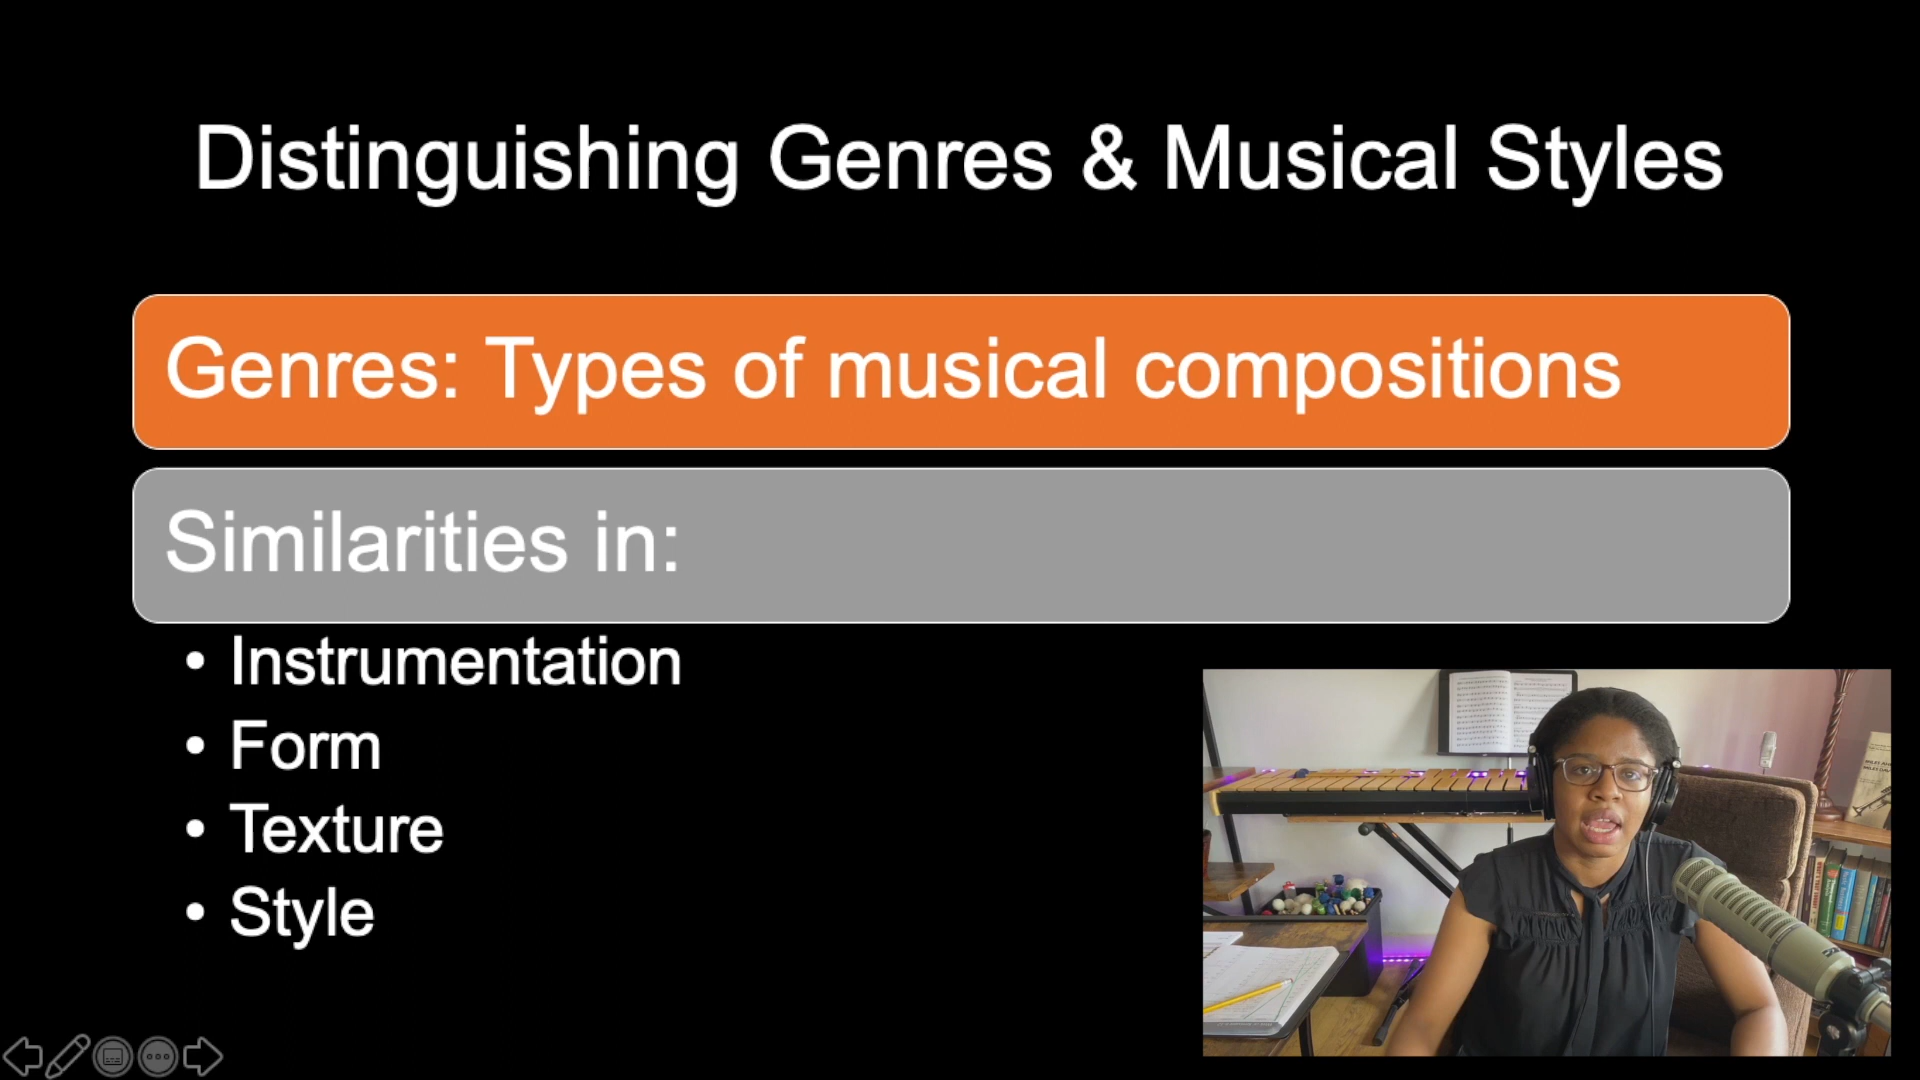 Distinguishing Genres & Musical Styles
Genres: Types of musical compositions
Similarities in:
• Instrumentation
• Form
• Texture
• Style